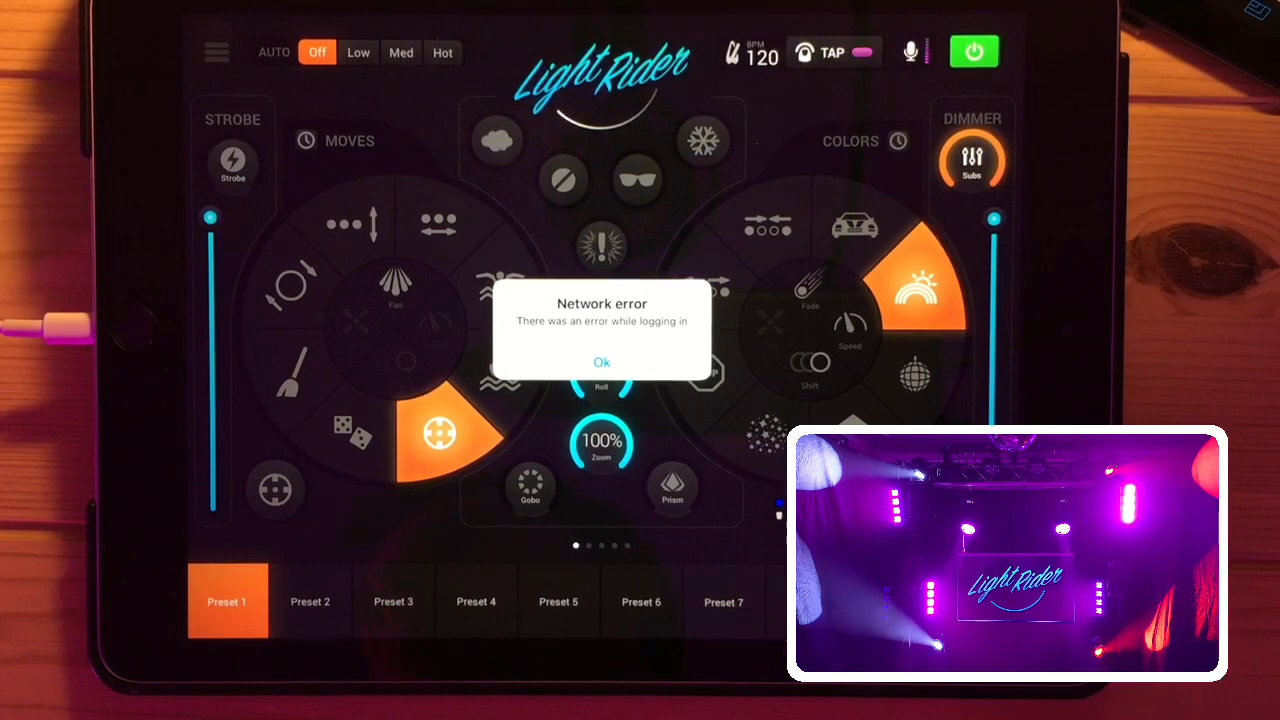 AUTO Off Low Med Hot
Light Rider
BPM
120
TAP
STROBE
Strobe
MOVES
COLORS
DIMMER
Subs
Fan
Fade
Speed
Shift
Network error
There was an error while logging in
Ok
Roll
100%
Zoom
Gobo
Prism
Preset 1 Preset 2 Preset 3 Preset 4 Preset 5 Preset 6 Preset 7
Light Rider